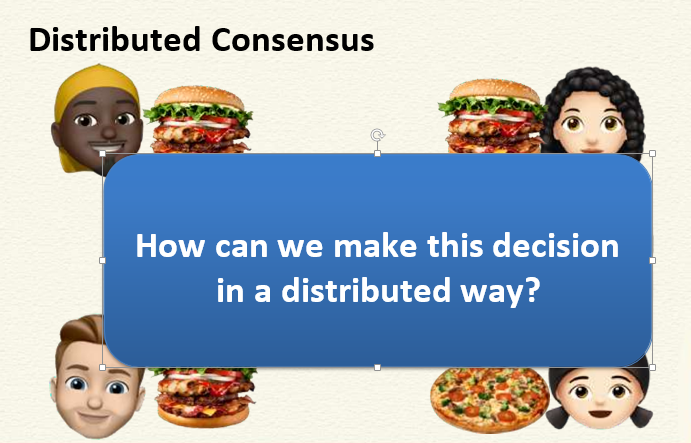 Distributed Consensus
How can we make this decision
in a distributed way?